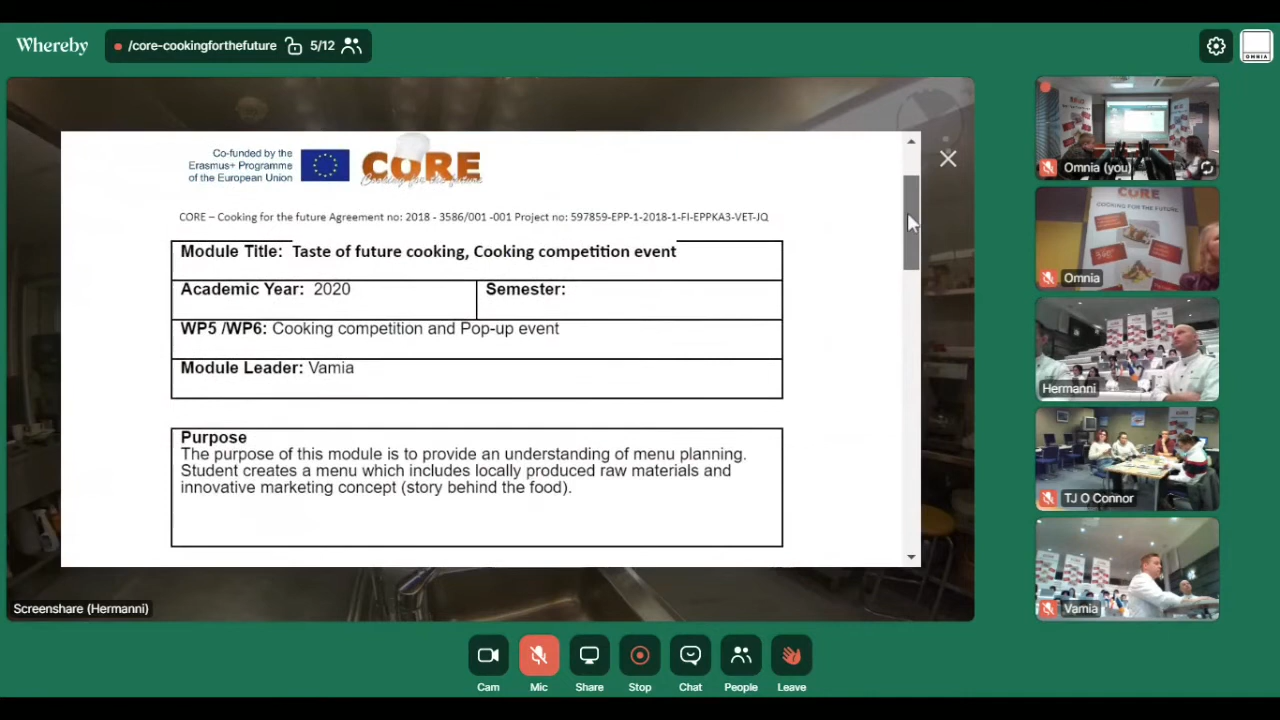 Whereby
/core-cookingforthefuture
5/12
OMNIA
Co-funded by the
Erasmus+ Programme
of the European Union
CORE
Cooking for the future
CORE – Cooking for the future Agreement no: 2018 - 3586/001 -001 Project no: 597859-EPP-1-2018-1-FI-EPPKA3-VET-JQ
Module Title: Taste of future cooking, Cooking competition event
Academic Year: 2020
Semester:
WP5 /WP6: Cooking competition and Pop-up event
Module Leader: Vamia
Purpose
The purpose of this module is to provide an understanding of menu planning.
Student creates a menu which includes locally produced raw materials and
innovative marketing concept (story behind the food).
Screenshare (Hermanni)
Omnia (you)
CORE
COOKING FOR THE FUTURE
Omnia
Hermanni
TJ O Connor
Vamia
Cam
Mic
Share
Stop
Chat
People
Leave